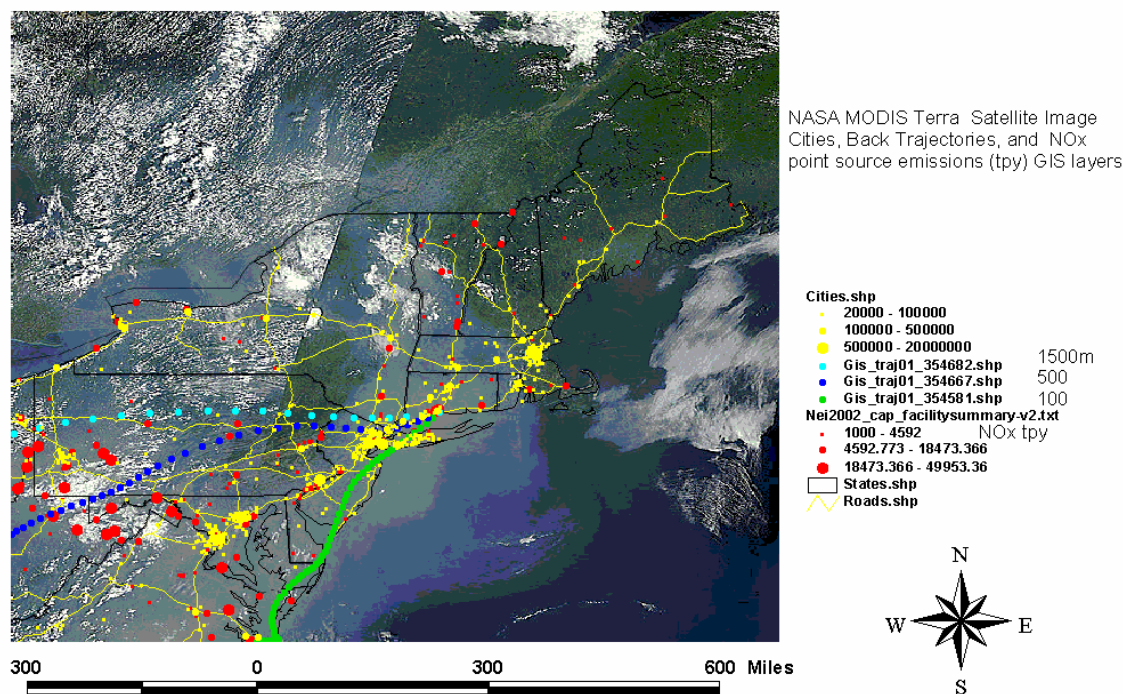 NASA MODIS Terra Satellite Image
Cities, Back Trajectories, and NOx
point source emissions (tpy) GIS layers
Cities.shp
20000 - 100000
100000 - 500000
500000 - 20000000
Gis_traj01_354682.shp 1500m
Gis_traj01_354667.shp 500
Gis_traj01_354581.shp 100
Nei2002_cap_facilitysummary-v2.txt
1000 - 4592 NOx tpy
4592.773 - 18473.366
18473.366 - 49953.36
States.shp
Roads.shp
N
W E
S
300 0 300 600 Miles